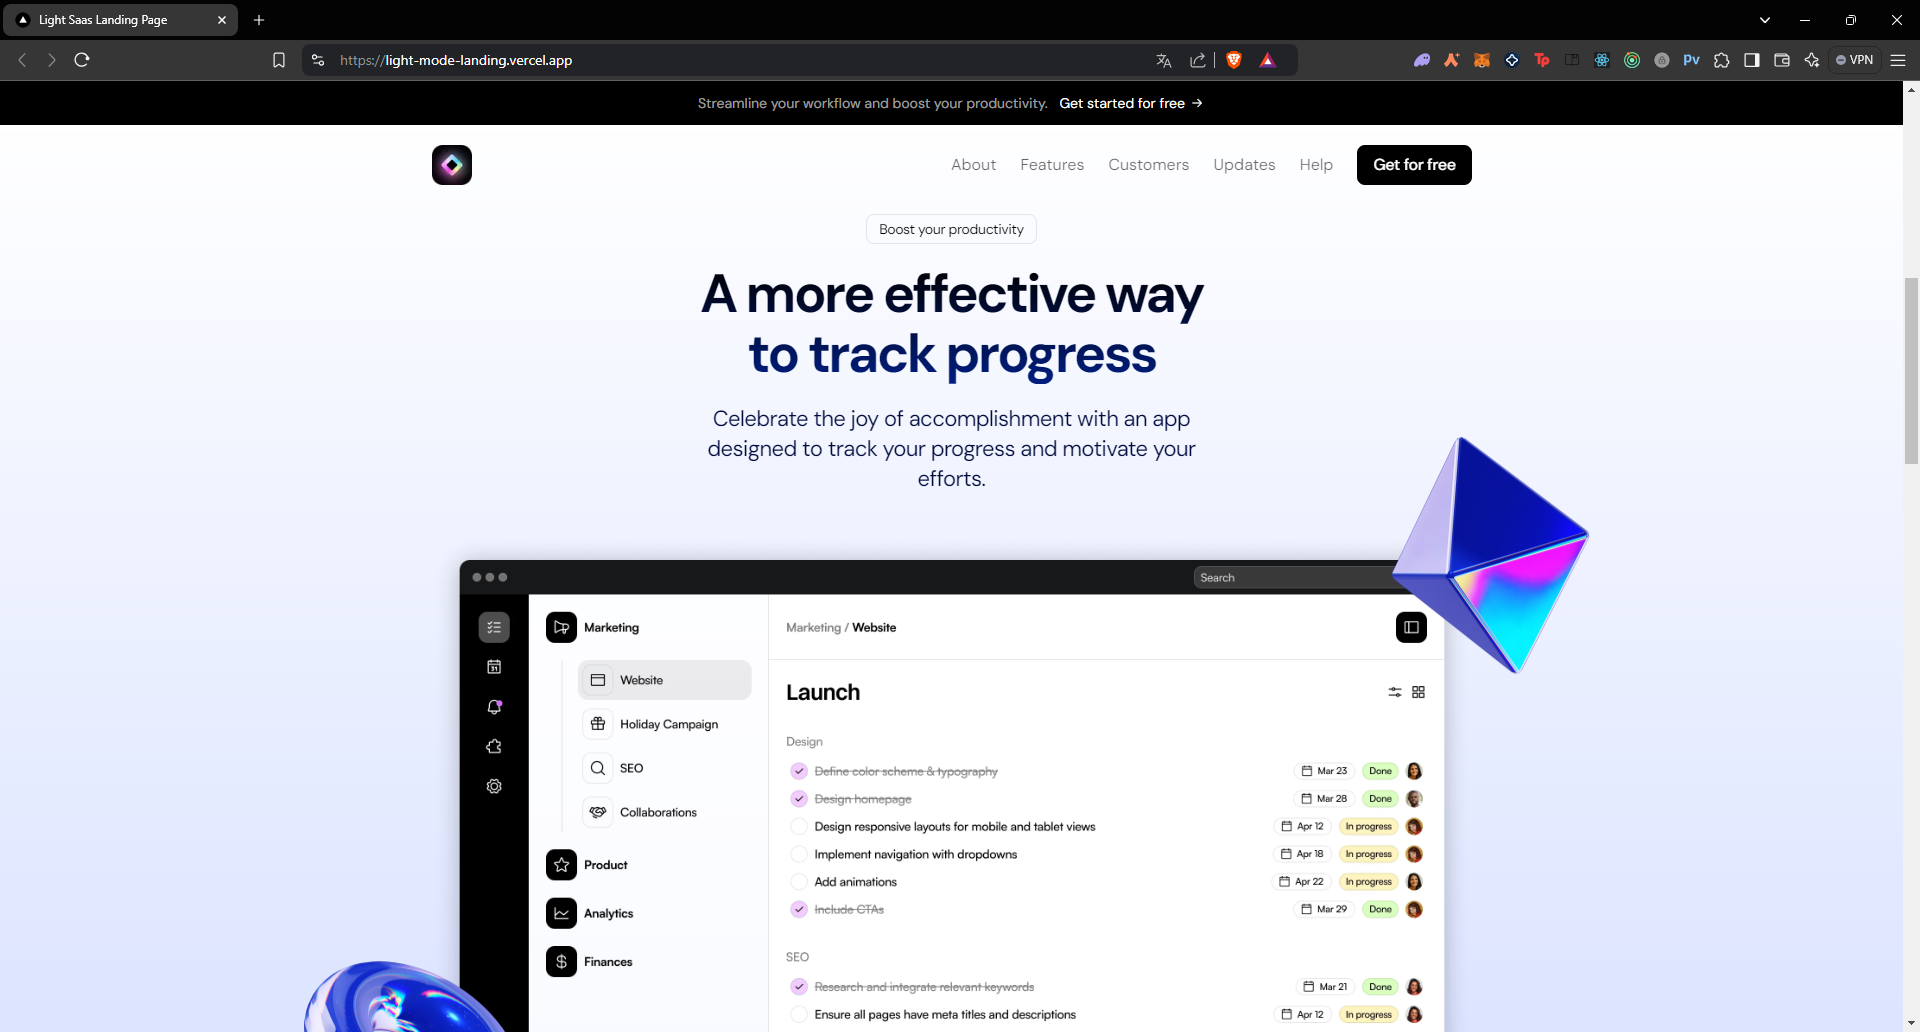 Light Saas Landing Page
https://light-mode-landing.vercel.app
Tp
Pv
VPN
Streamline your workflow and boost your productivity. Get started for free →
About
Features
Customers
Updates
Help
Get for free
Boost your productivity
A more effective way
to track progress
Celebrate the joy of accomplishment with an app
designed to track your progress and motivate your
efforts.
Search
Marketing
Website
Holiday Campaign
SEO
Collaborations
Product
Analytics
Finances
31
Marketing / Website
Launch
Design
Define color scheme & typography Mar 23 Done
Design homepage Mar 28 Done
Design responsive layouts for mobile and tablet views Apr 12 In progress
Implement navigation with dropdowns Apr 18 In progress
Add animations Apr 22 In progress
Include CTAs Mar 29 Done
SEO
Research and integrate relevant keywords Mar 21 Done
Ensure all pages have meta titles and descriptions Apr 12 In progress